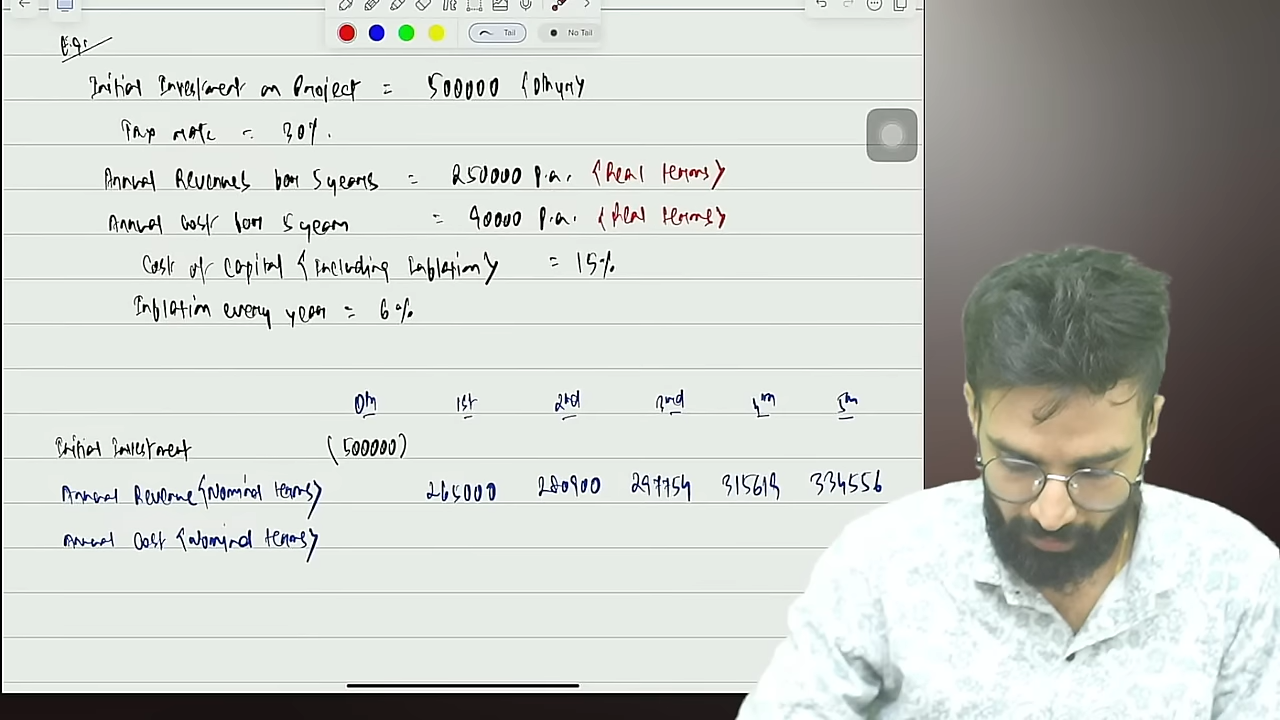 E.g:
Initial Investment on Project = 500000 {0th yr}
Tax rate = 30%.
Annual Revenues for 5 years = 250000 p.a. {Real terms}
Annual Cost for 5 years = 40000 p.a. {Real terms}
Cost of Capital {Including Inflation} = 15%
Inflation every year = 6%
Tail
No Tail
0th 1st 2nd 3rd 4th 5th
Initial Investment (500000)
Annual Revenue {Nominal terms} 265000 280900 297754 315619 334556
Annual Cost {Nominal terms}